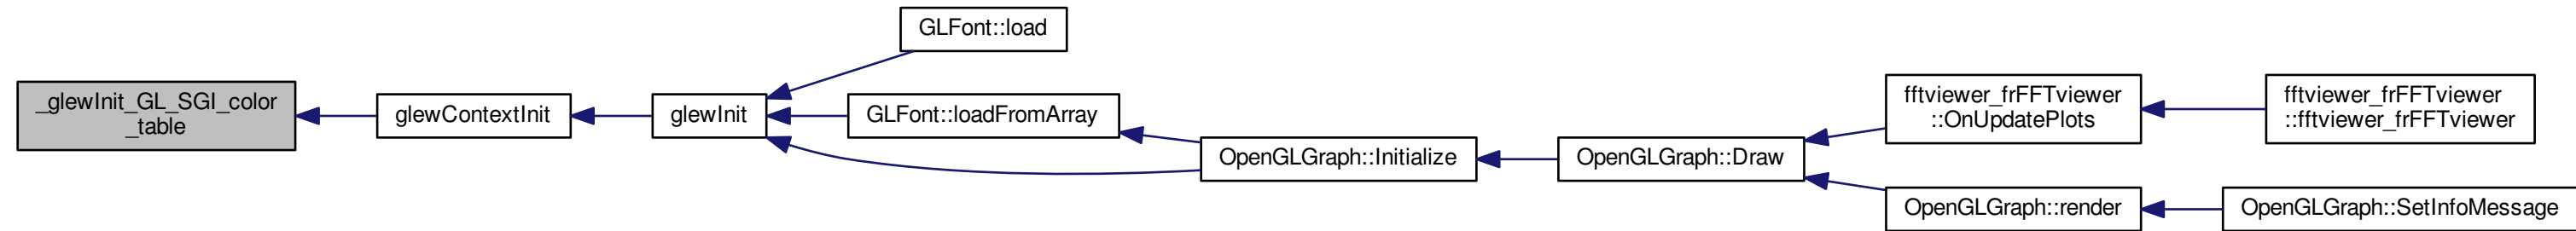 GLFont::load
_glewInit_GL_SGI_color
_table
glewContextInit
glewInit
GLFont::loadFromArray
OpenGLGraph::Initialize
OpenGLGraph::Draw
fftviewer_frFFTviewer
::OnUpdatePlots
fftviewer_frFFTviewer
::fftviewer_frFFTviewer
OpenGLGraph::render
OpenGLGraph::SetInfoMessage